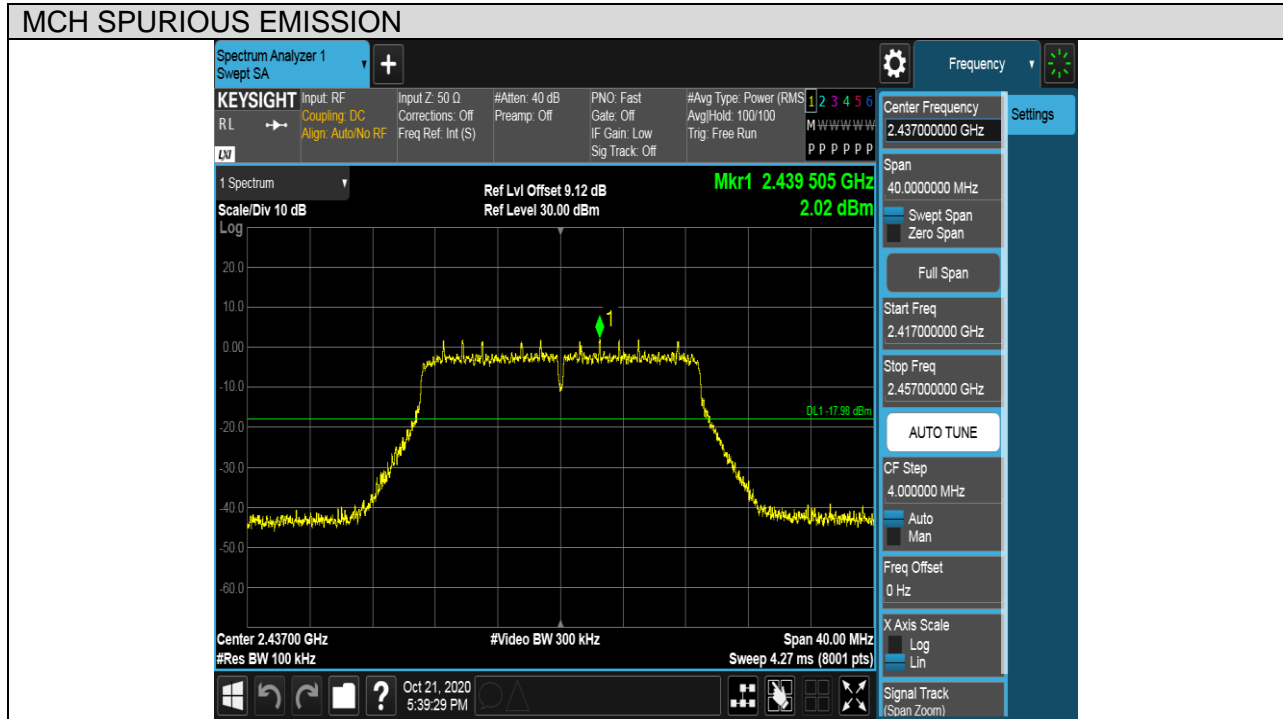 MCH SPURIOUS EMISSION
Spectrum Analyzer 1
Swept SA
Frequency
KEYSIGHT
RL
LXI
Input: RF
Coupling: DC
Align: Auto/No RF
Input Z: 50 Ω
Corrections: Off
Freq Ref: Int (S)
#Atten: 40 dB
Preamp: Off
PNO: Fast
Gate: Off
IF Gain: Low
Sig Track: Off
#Avg Type: Power (RMS
Avg|Hold: 100/100
Trig: Free Run
1 2 3 4 5 6
M W W W W W
P P P P P P
1 Spectrum
Scale/Div 10 dB
Log
Ref Lvl Offset 9.12 dB
Ref Level 30.00 dBm
Mkr1 2.439 505 GHz
2.02 dBm
20.0
10.0
0.00
-10.0
-20.0
-30.0
-40.0
-50.0
-60.0
1
DL1 -17.98 dBm
Center 2.43700 GHz
#Res BW 100 kHz
#Video BW 300 kHz
Span 40.00 MHz
Sweep 4.27 ms (8001 pts)
Center Frequency
2.437000000 GHz
Settings
Span
40.0000000 MHz
Swept Span
Zero Span
Full Span
Start Freq
2.417000000 GHz
Stop Freq
2.457000000 GHz
AUTO TUNE
CF Step
4.000000 MHz
Auto
Man
Freq Offset
0 Hz
X Axis Scale
Log
Lin
Signal Track
(Span Zoom)
?
Oct 21, 2020
5:39:29 PM